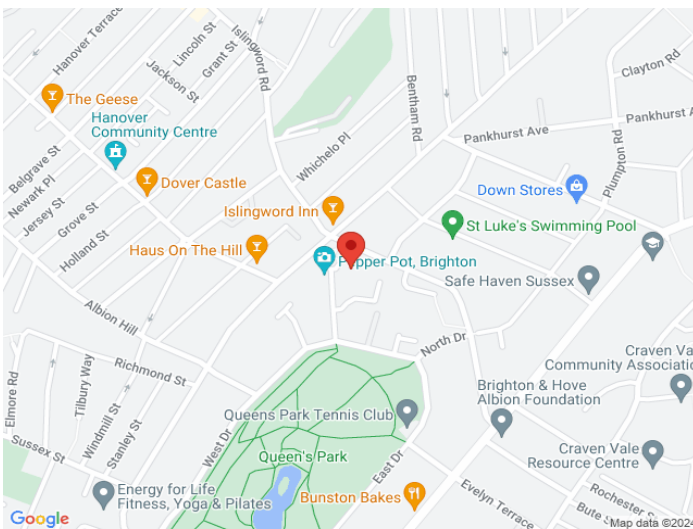 Hanover Terrace
Lincoln St
Grant St
Jackson St
Islingword Rd
Bentham Rd
Clayton Rd
Pankhurst Ave
Pankhurst A
Plumpton Rd
The Geese
Hanover
Community Centre
Whichelo Pl
Belgrave St
Newark Pl
Jersey St
Grove St
Holland St
Dover Castle
Islingword Inn
Down Stores
St Luke's Swimming Pool
Haus On The Hill
Pepper Pot, Brighton
Safe Haven Sussex
Albion Hill
Richmond St
North Dr
Craven Va
Community Associatio
Elmore Rd
Tilbury Way
Windmill St
Stanley St
Sussex St
West Dr
Queens Park Tennis Club
Brighton & Hove
Albion Foundation
Queen's Park
East Dr
Craven Vale
Resource Centre
Energy for Life
Fitness, Yoga & Pilates
Bunston Bakes
Evelyn Terrace
Rochester S
Bute S
Google
Map data ©202